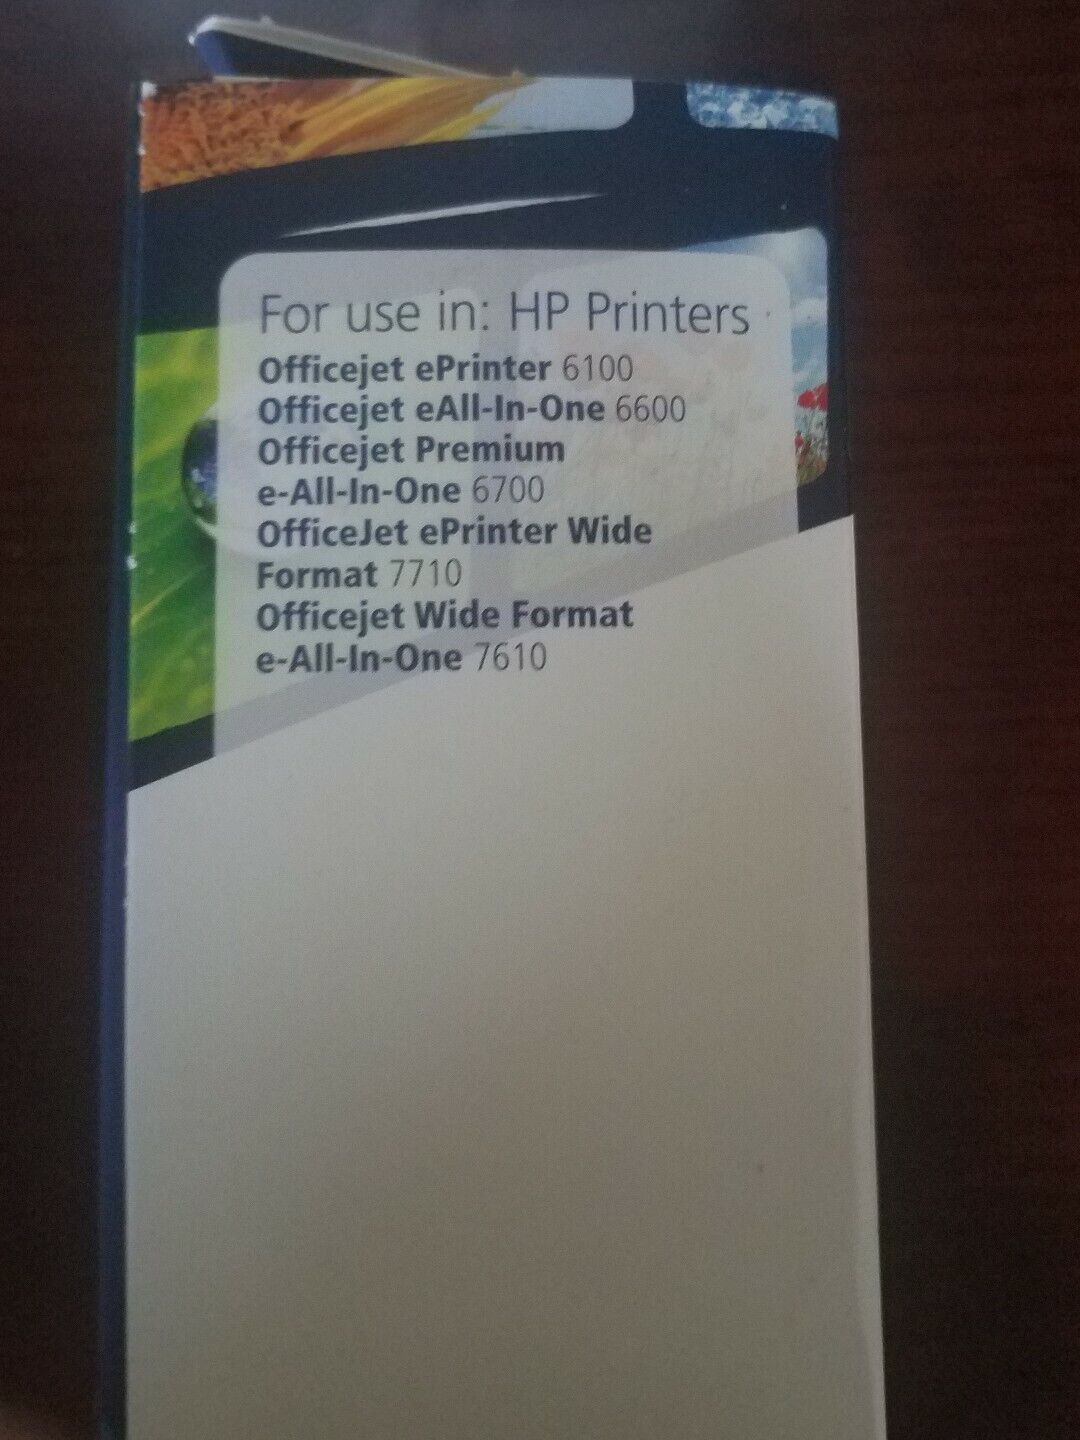 For use in: HP Printers
Officejet ePrinter 6100
Officejet eAll-In-One 6600
Officejet Premium
e-All-In-One 6700
OfficeJet ePrinter Wide
Format 7710
Officejet Wide Format
e-All-In-One 7610